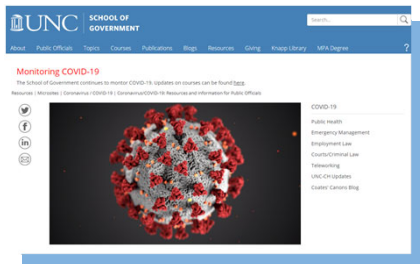 UNC SCHOOL OF GOVERNMENT
Search...
About Public Officials Topics Courses Publications Blogs Resources Giving Knapp Library MPA Degree ?
Monitoring COVID-19
The School of Government continues to monitor COVID-19. Updates on courses can be found here.
Resources | Microsites | Coronavirus / COVID-19 | Coronavirus/COVID-19: Resources and Information for Public Officials
COVID-19
Public Health
Emergency Management
Employment Law
Courts/Criminal Law
Teleworking
UNC-CH Updates
Coates' Canons Blog